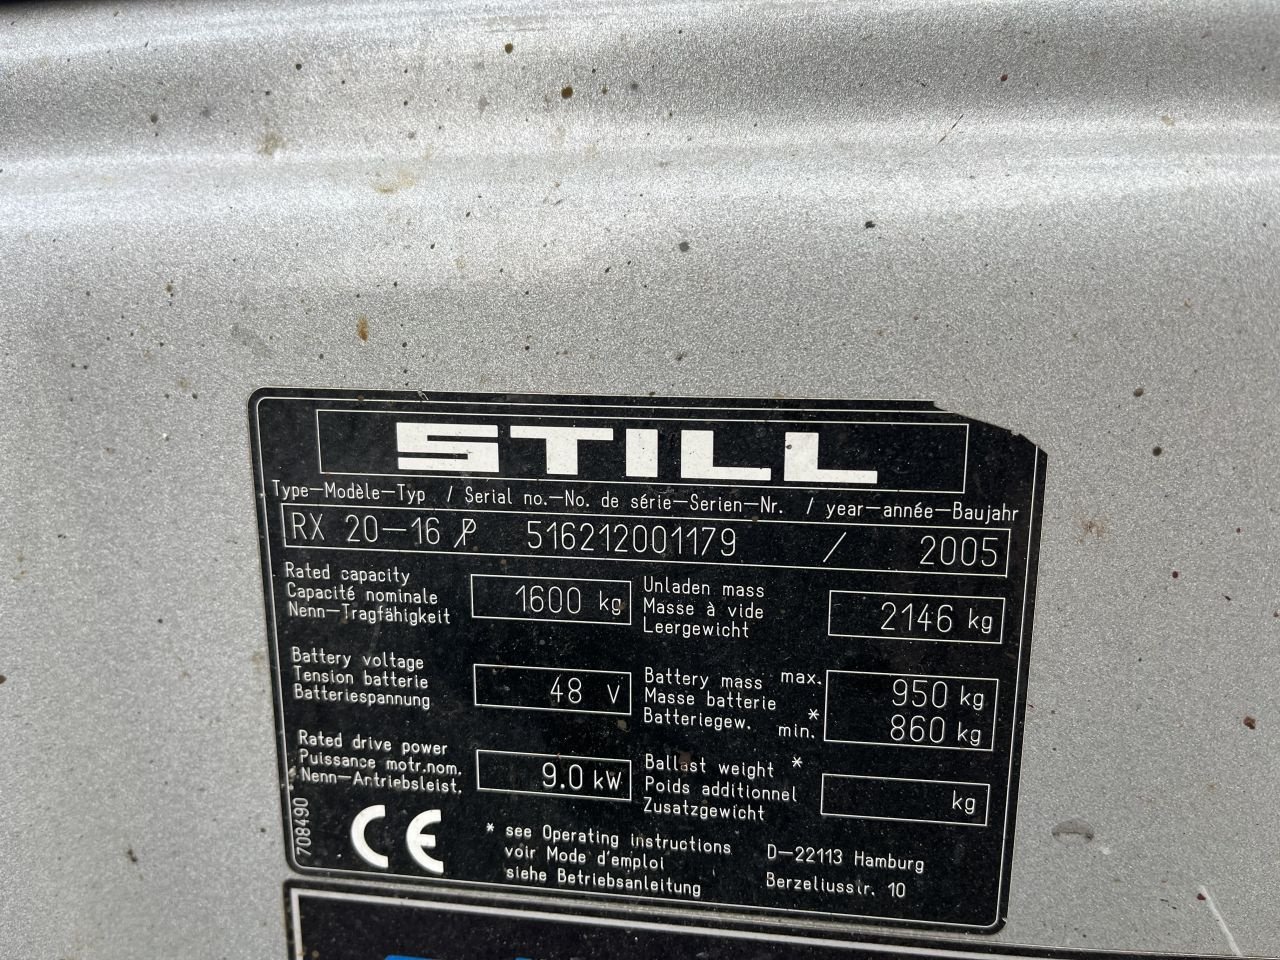 STILL
Type–Modèle–Typ / Serial no.–No. de série–Serien–Nr. / year–année–Baujahr
RX 20–16 P 516212001179 / 2005
Rated capacity
Capacité nominale
Nenn–Tragfähigkeit
1600 kg
Unladen mass
Masse à vide
Leergewicht
2146 kg
Battery voltage
Tension batterie
Batteriespannung
48 V
Battery mass max.
Masse batterie
Batteriegew. * min.
950 kg
860 kg
Rated drive power
Puissance motr.nom.
Nenn–Antriebsleist.
9.0 kW
Ballast weight *
Poids additionnel
Zusatzgewicht
kg
708490
CE
* see Operating instructions
voir Mode d'emploi
siehe Betriebsanleitung
D–22113 Hamburg
Berzeliusstr. 10